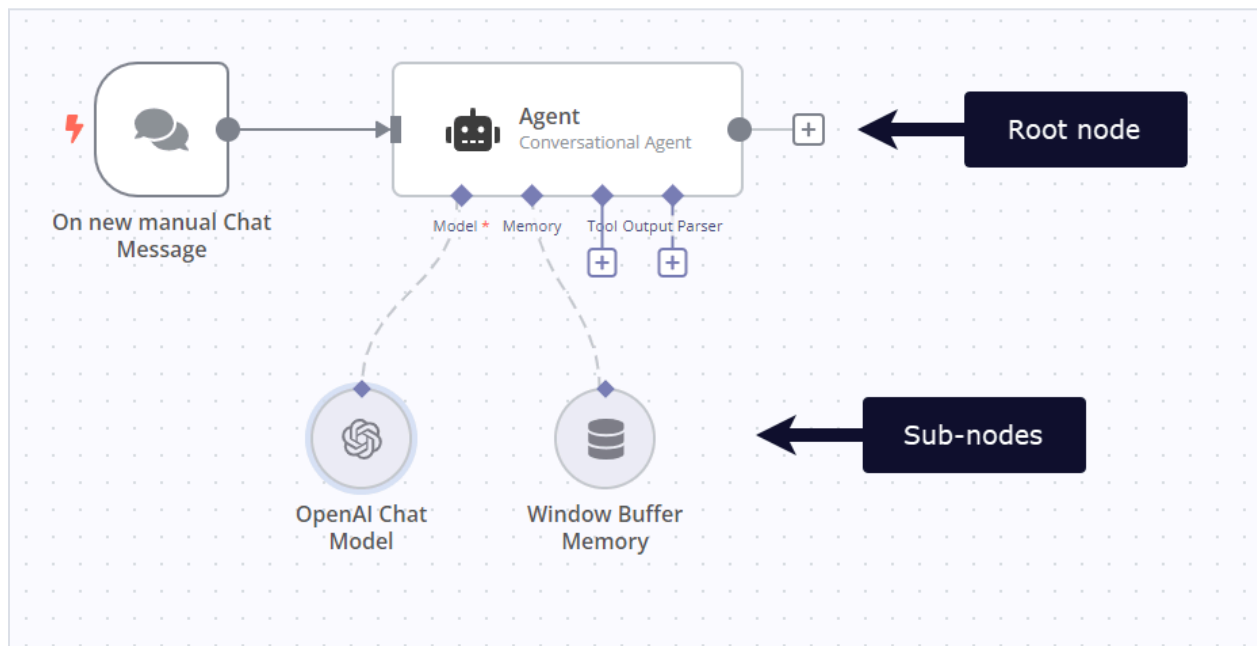 Agent
Conversational Agent
Root node
On new manual Chat
Message
Model * Memory Tool Output Parser
Sub-nodes
OpenAI Chat
Model
Window Buffer
Memory